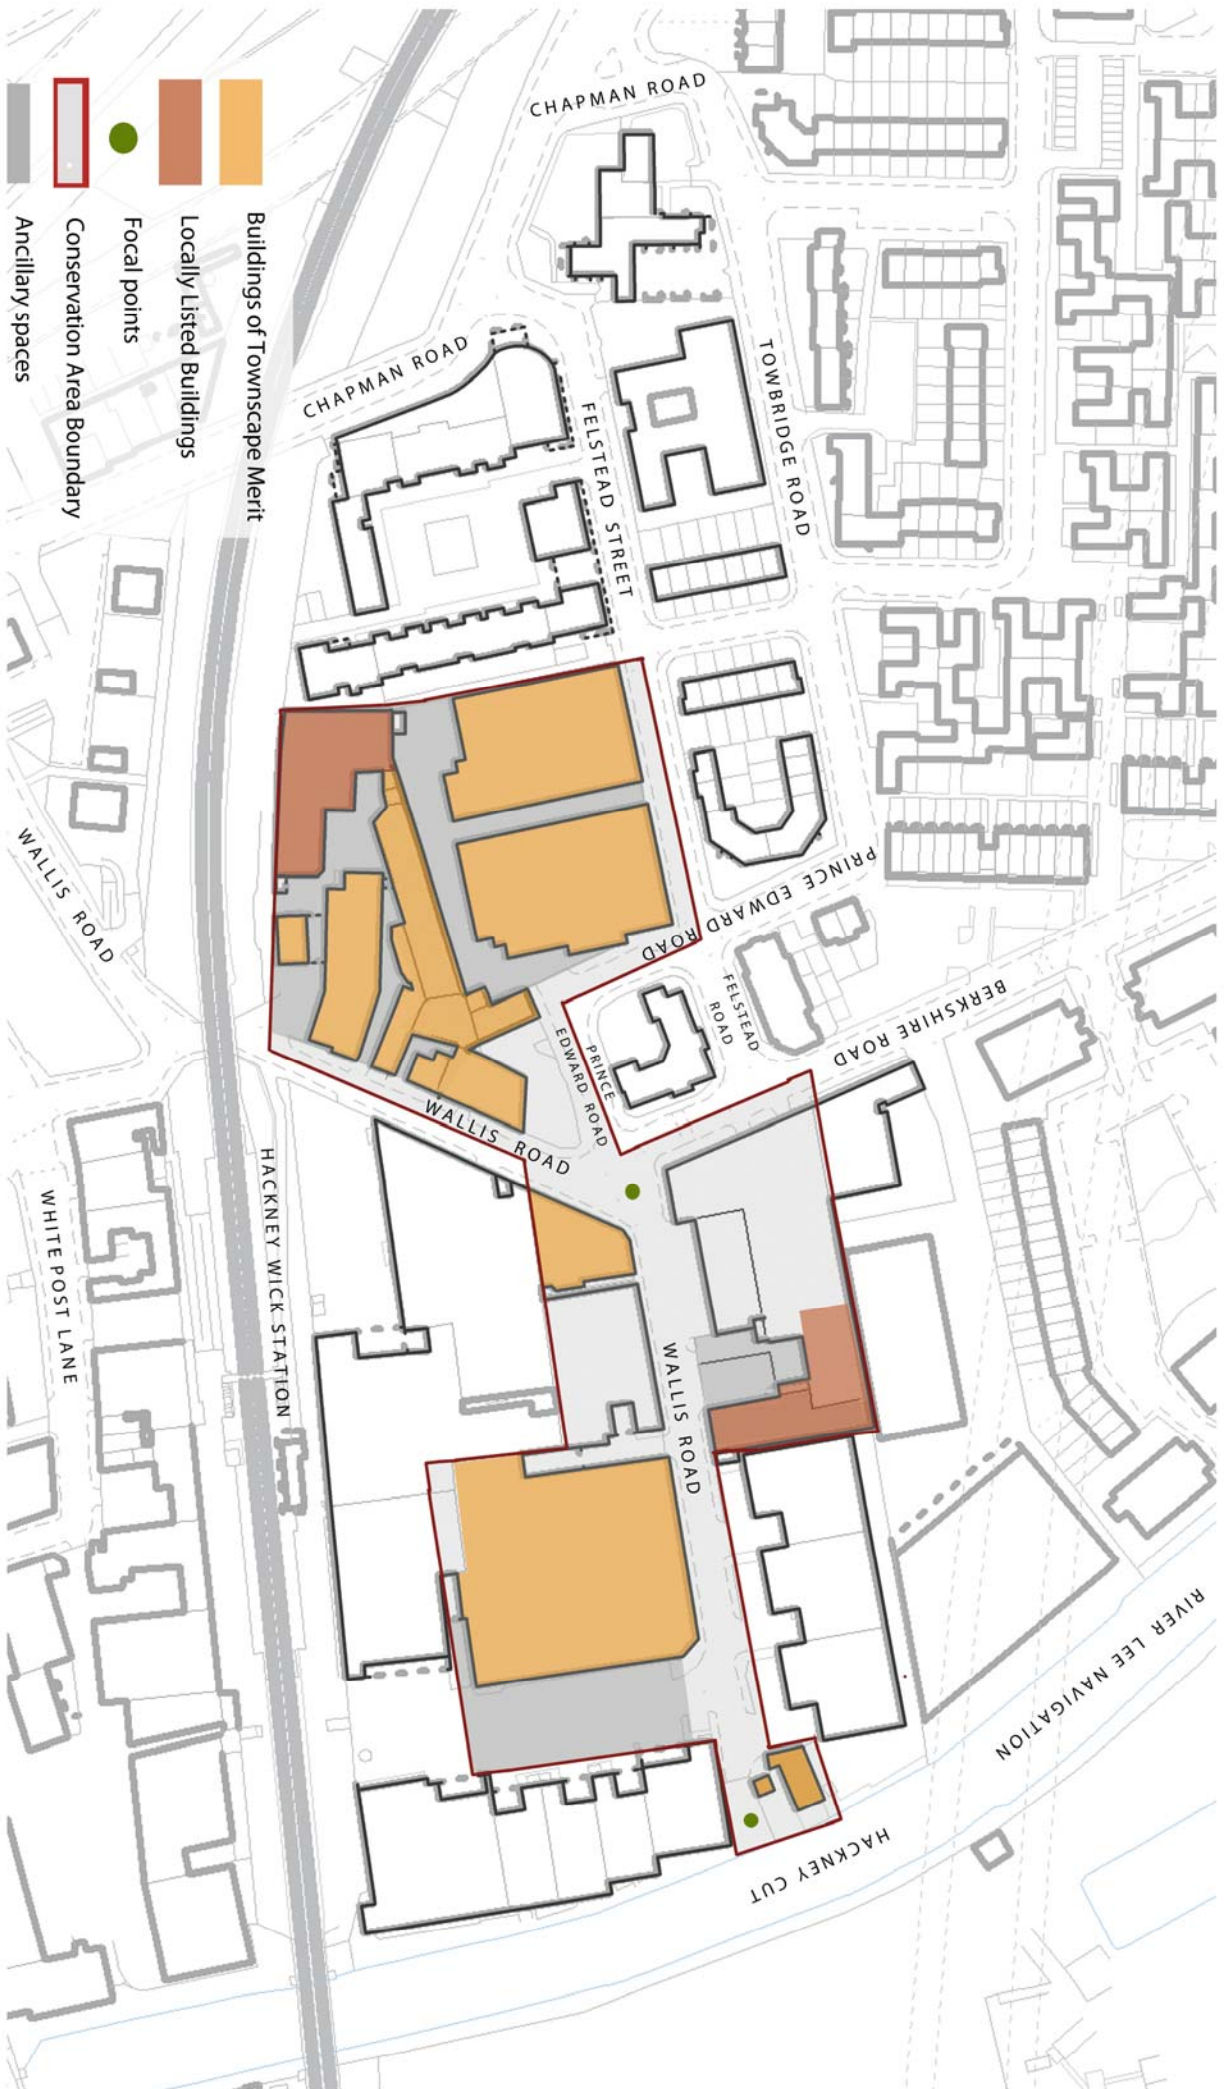 Buildings of Townscape Merit
Locally Listed Buildings
Focal points
Conservation Area Boundary
Ancillary spaces
CHAPMAN ROAD
CHAPMAN ROAD
FELSTEAD STREET
TOWBRIDGE ROAD
PRINCE EDWARD ROAD
FELSTEAD
ROAD
PRINCE
EDWARD ROAD
BERKSHIRE ROAD
WALLIS ROAD
WALLIS ROAD
WALLIS ROAD
HACKNEY WICK STATION
WHITE POST LANE
RIVER LEE NAVIGATION
HACKNEY CUT